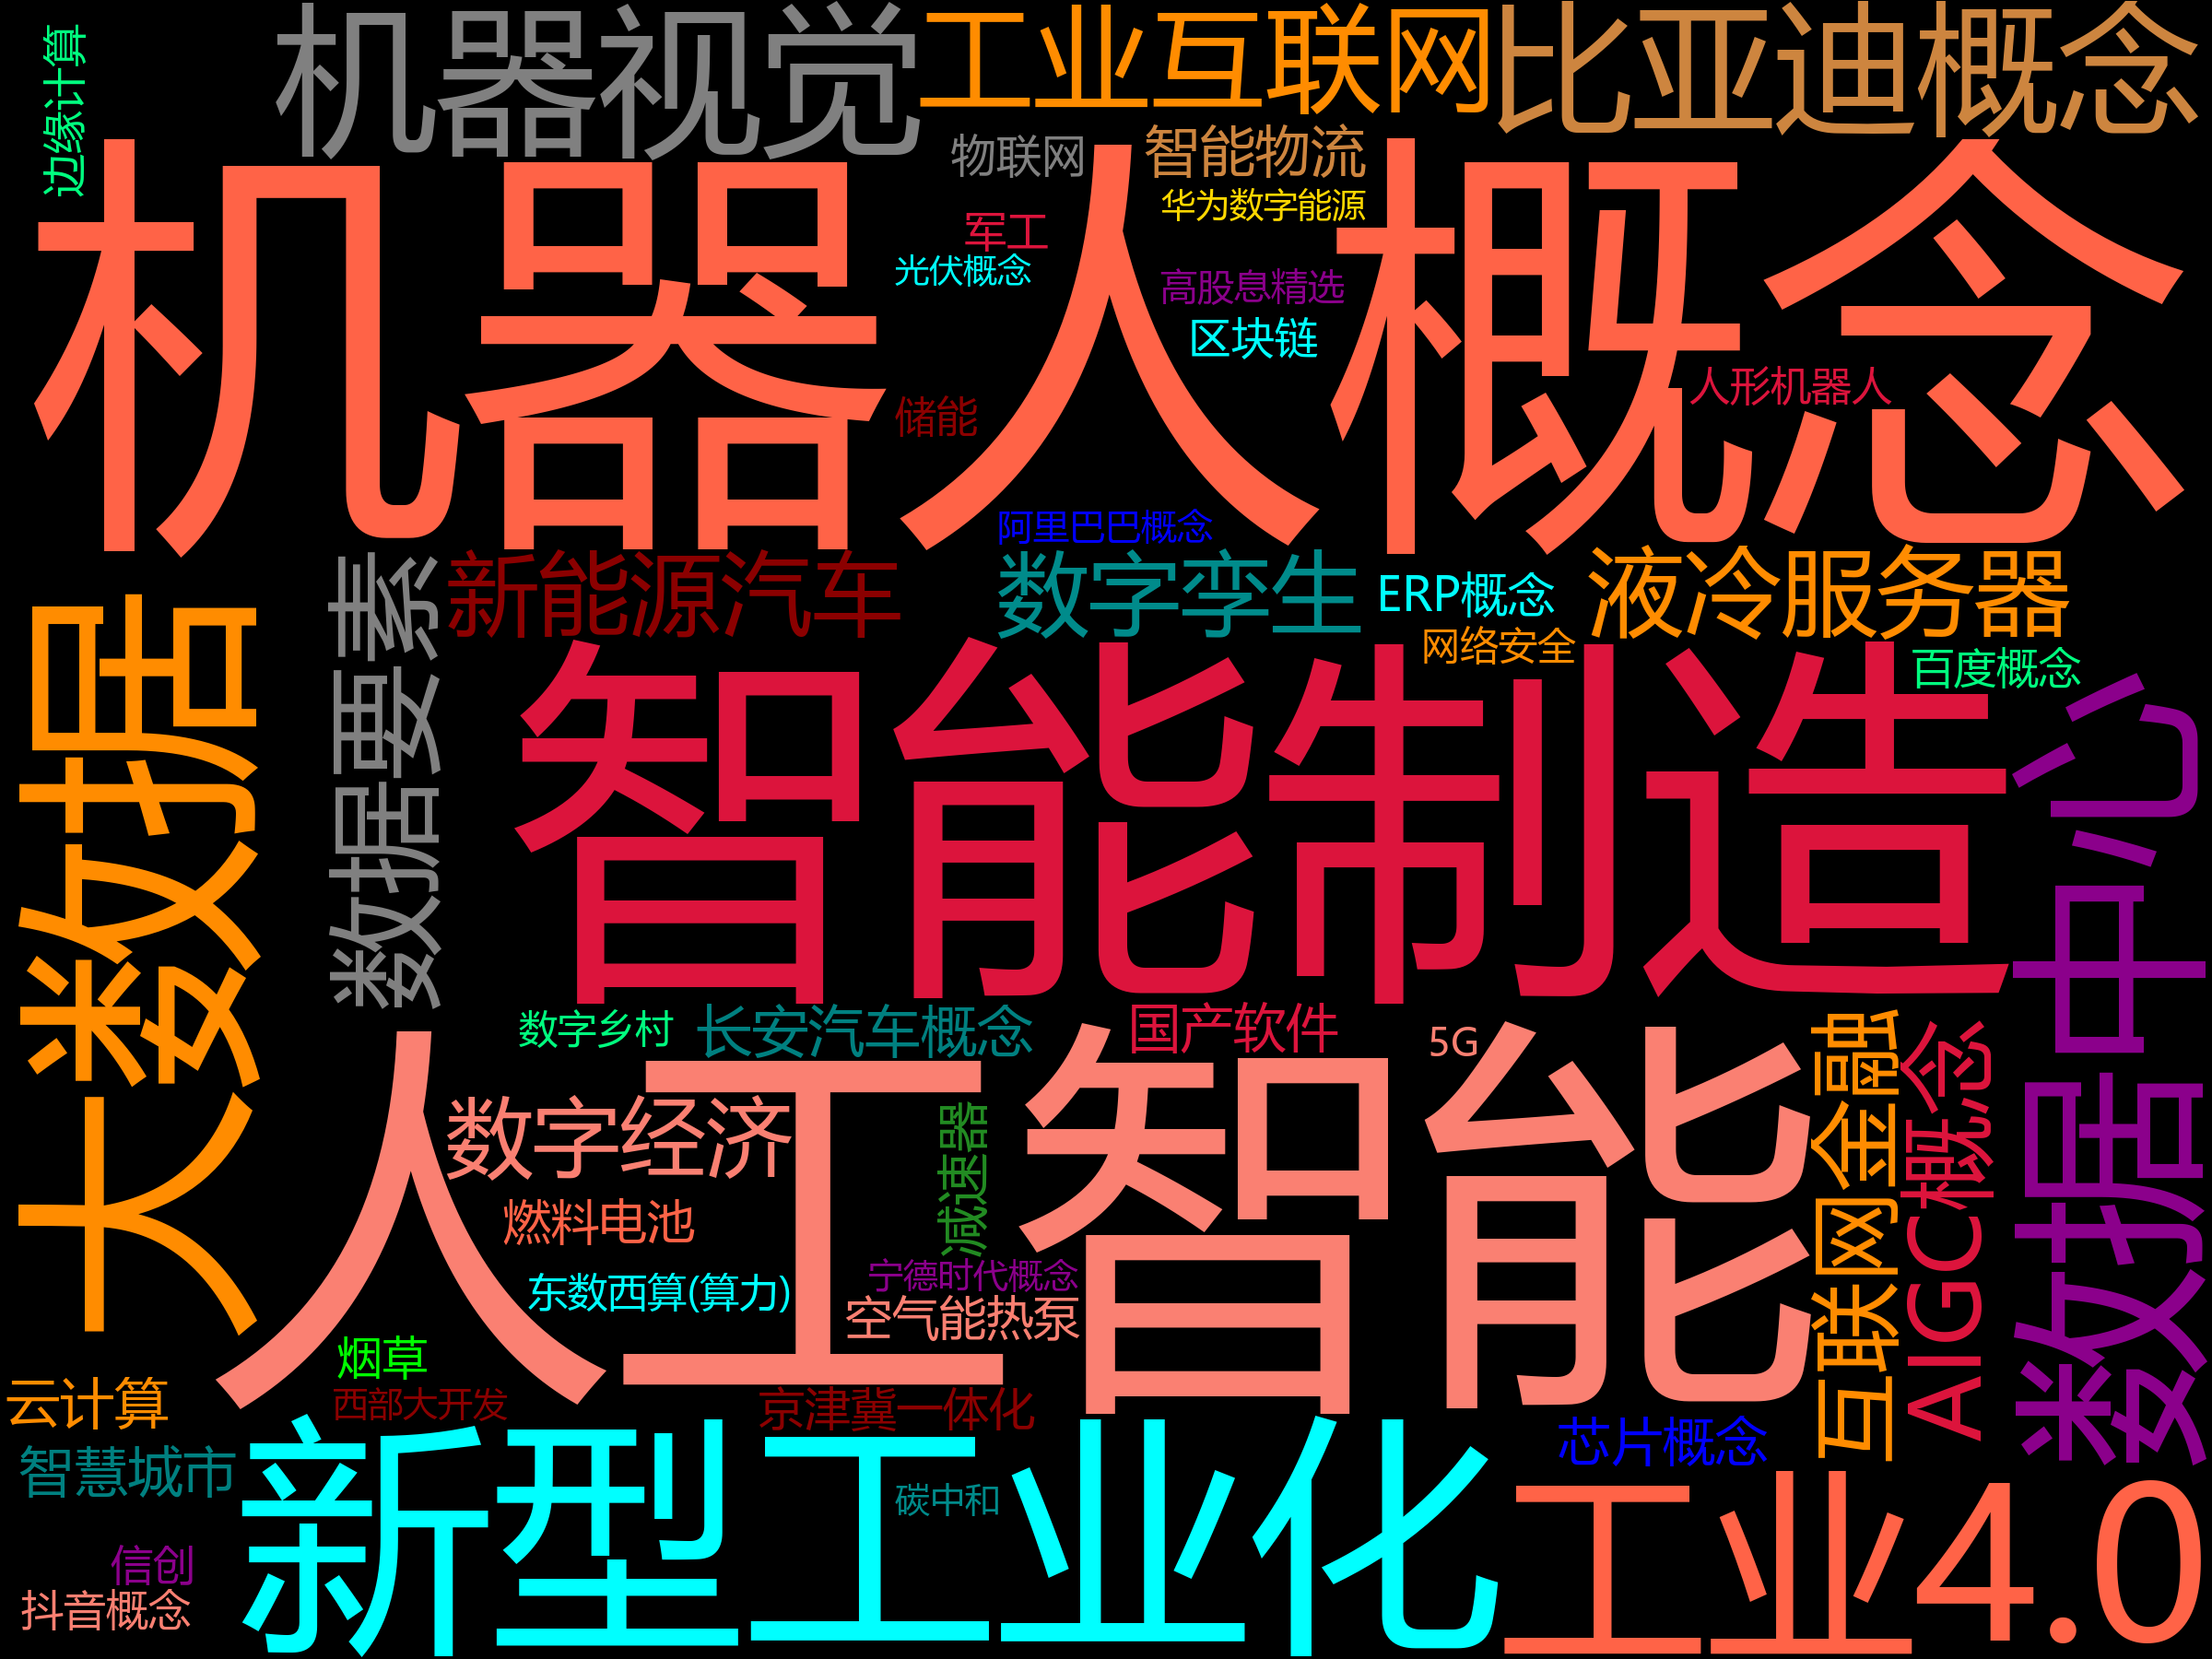 边缘计算
机器视觉
工业互联网
比亚迪概念
物联网
智能物流
华为数字能源
军工
光伏概念
高股息精选
区块链
机器人概念
人形机器人
储能
阿里巴巴概念
新能源汽车
数字孪生
ERP概念
液冷服务器
网络安全
百度概念
大数据
数据要素
智能制造
数据中心
数字乡村
长安汽车概念
国产软件
5G
人工智能
数字经济
减速器
互联网金融
AIGC概念
燃料电池
宁德时代概念
东数西算(算力)
空气能热泵
烟草
云计算
西部大开发
京津冀一体化
芯片概念
智慧城市
新型工业化
碳中和
工业4.0
信创
抖音概念